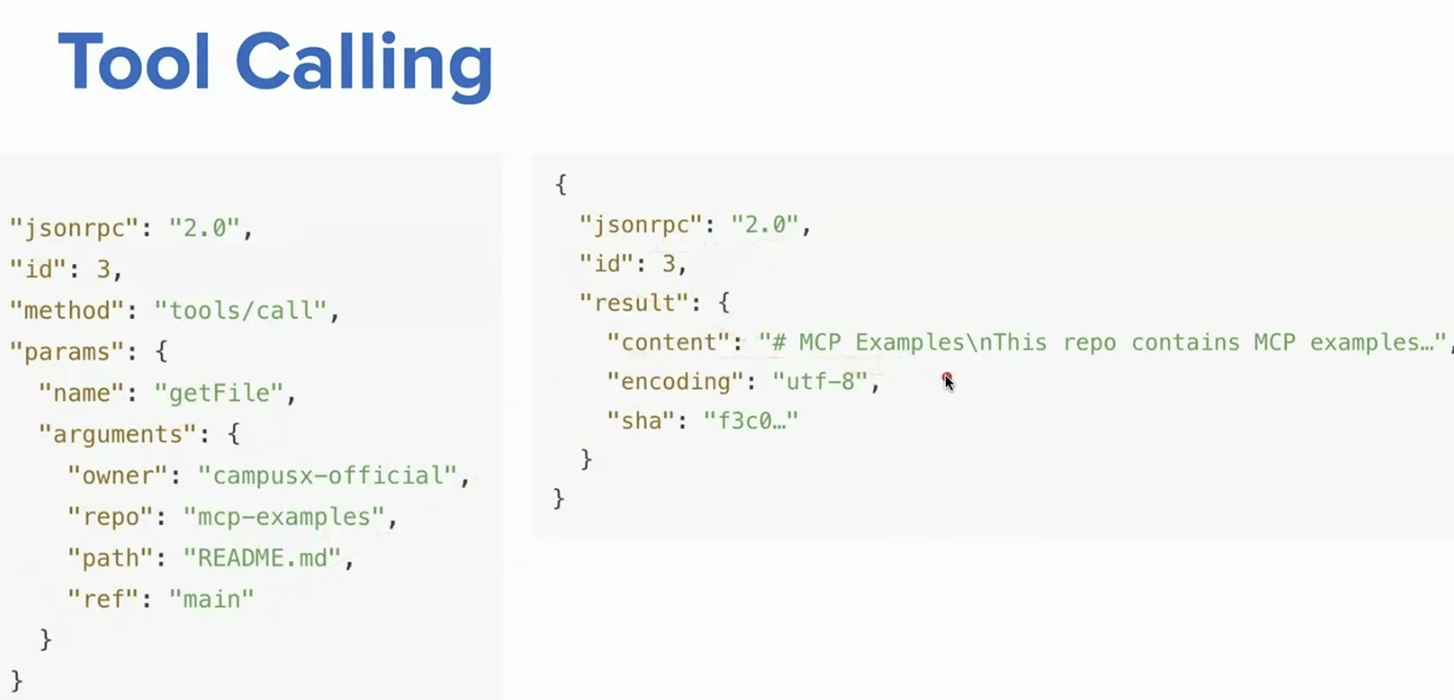 Tool Calling
"jsonrpc": "2.0",
"id": 3,
"method": "tools/call",
"params": {
"name": "getFile",
"arguments": {
"owner": "campusx-official",
"repo": "mcp-examples",
"path": "README.md",
"ref": "main"
}
}
{
"jsonrpc": "2.0",
"id": 3,
"result": {
"content": "# MCP Examples\nThis repo contains MCP examples…",
"encoding": "utf-8",
"sha": "f3c0…"
}
}